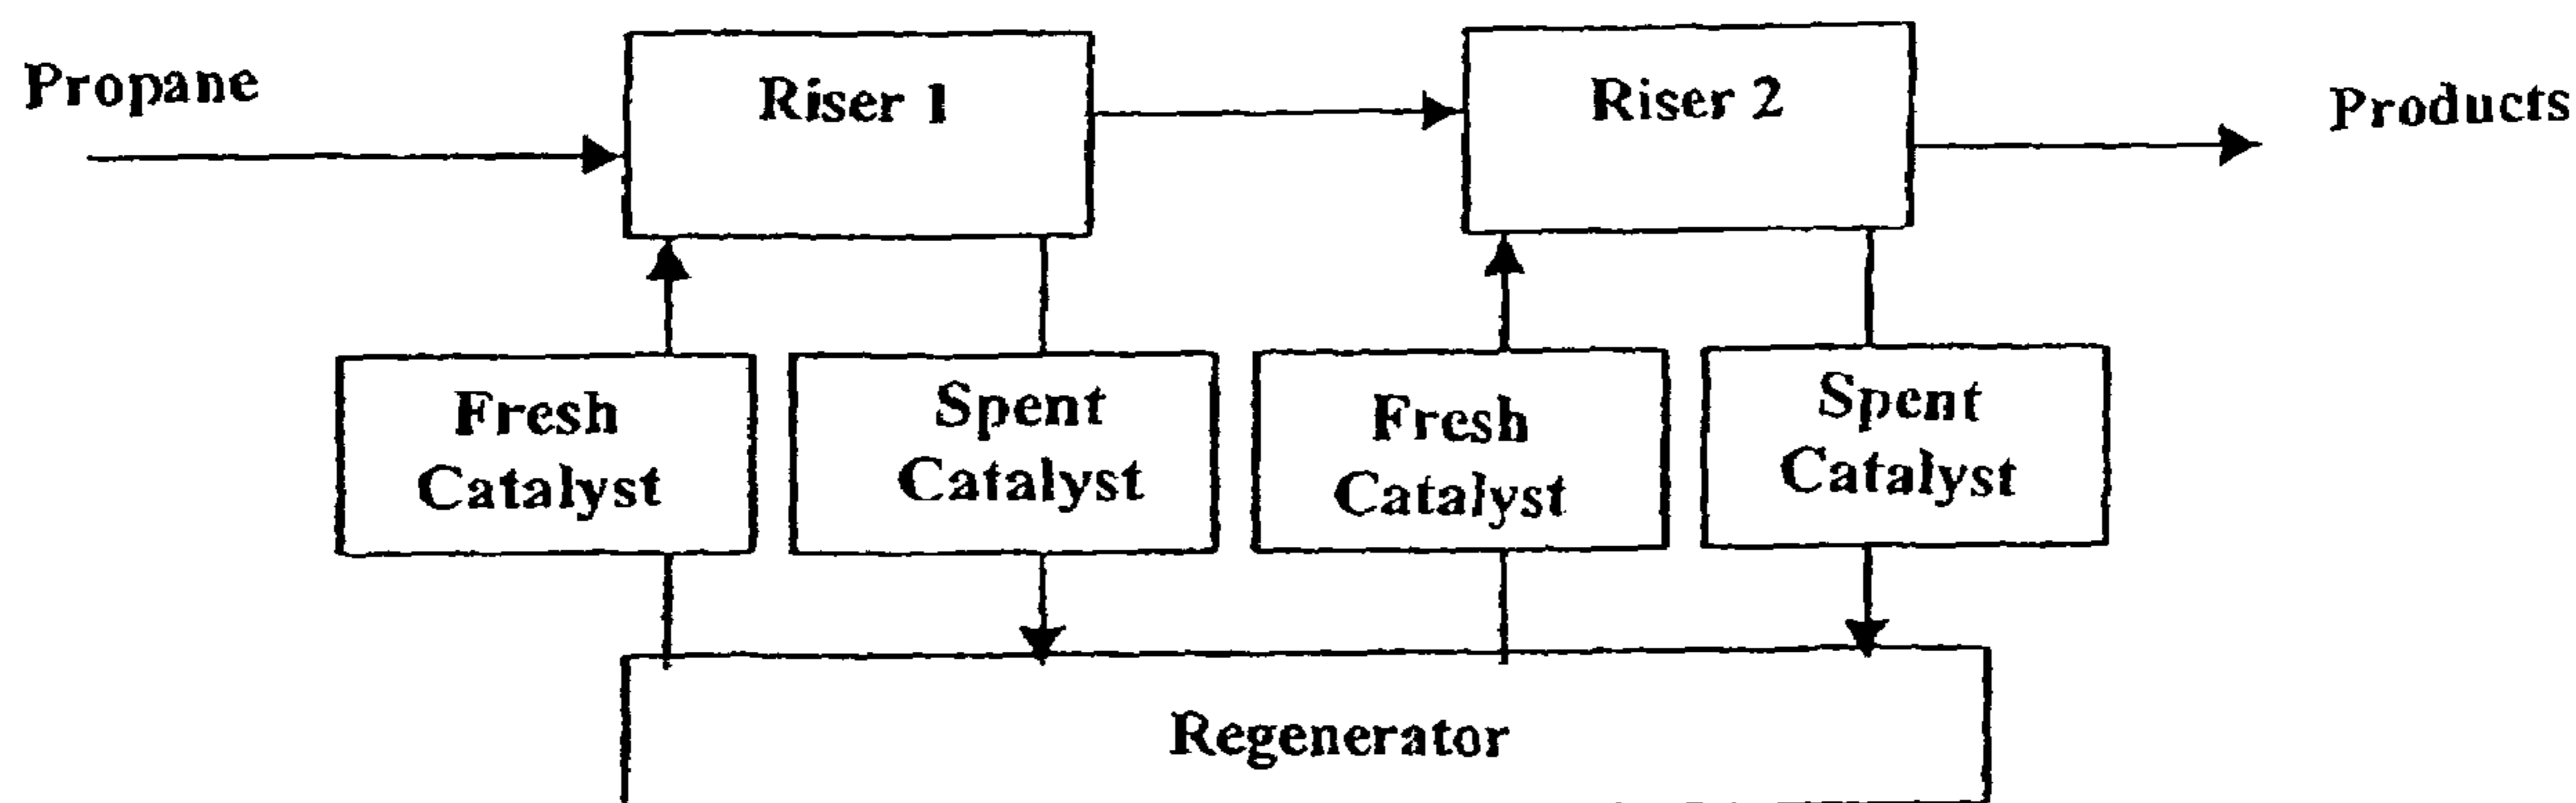 Propane
Riser 1
Riser 2
Products
Fresh
Catalyst
Spent
Catalyst
Fresh
Catalyst
Spent
Catalyst
Regenerator